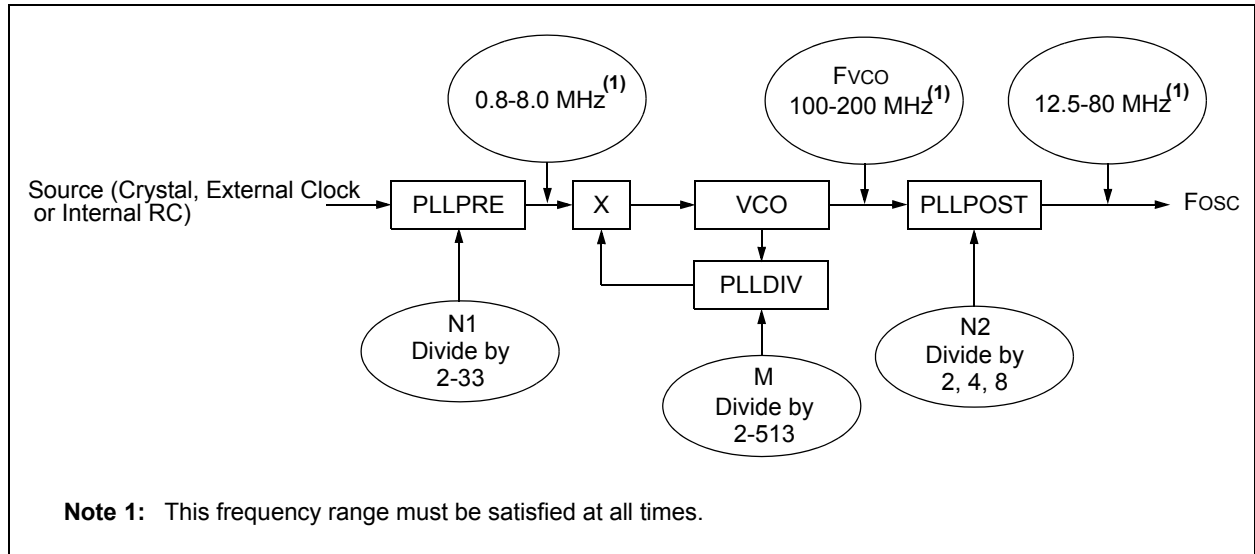 0.8-8.0 MHz(1)
FVCO
100-200 MHz(1)
12.5-80 MHz(1)
Source (Crystal, External Clock
or Internal RC)
PLLPRE
X
VCO
PLLPOST
FOSC
PLLDIV
N1
Divide by
2-33
M
Divide by
2-513
N2
Divide by
2, 4, 8
Note 1: This frequency range must be satisfied at all times.